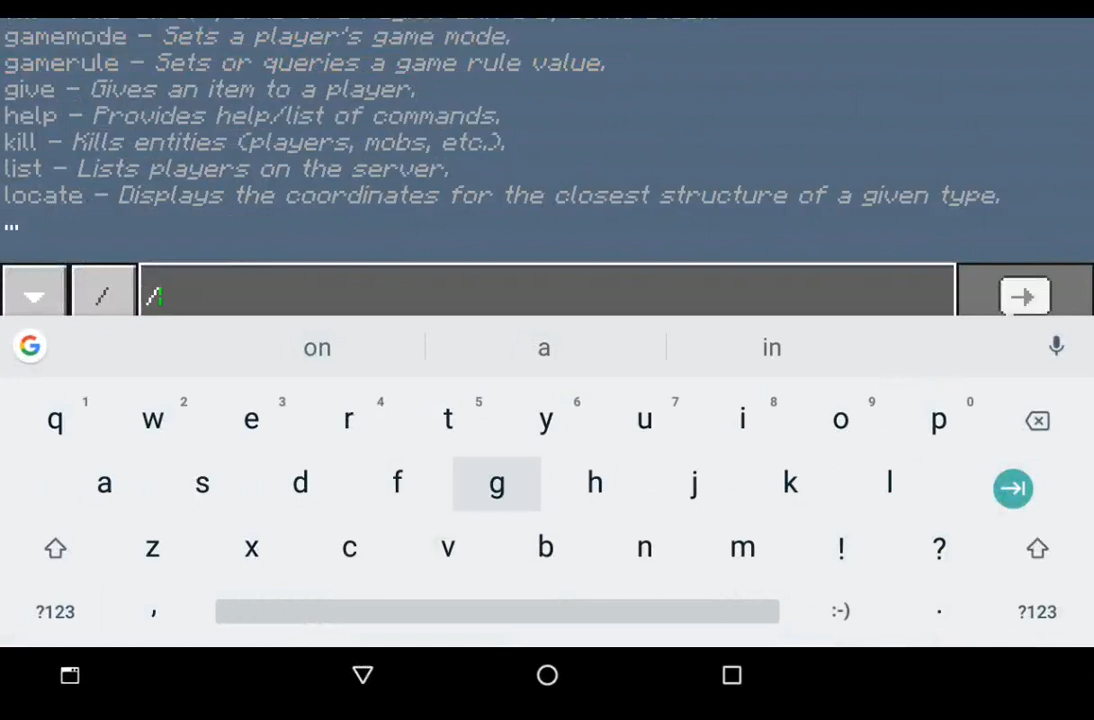 gamemode – Sets a player's game mode.
gamerule – Sets or queries a game rule value.
give – Gives an item to a player.
help – Provides help/list of commands.
kill – Kills entities (players, mobs, etc.).
list – Lists players on the server.
locate – Displays the coordinates for the closest structure of a given type.
...
/ /
on a in
1 2 3 4 5 6 7 8 9 0
q w e r t y u i o p
a s d f g h j k l
z x c v b n m ! ?
?123 , :-) . ?123